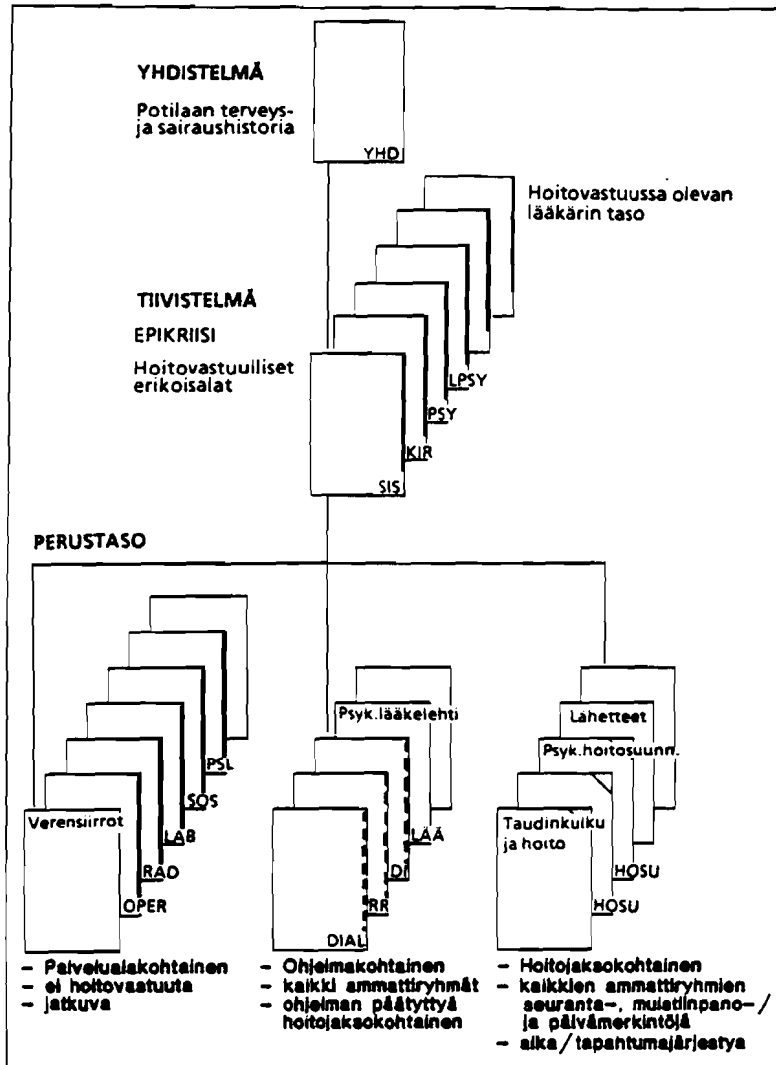 YHDISTELMÄ
Potilaan terveys-
ja sairaushistoria
YHD
Hoitovastuussa olevan
lääkärin taso
TIIVISTELMÄ
EPIKRIISI
Hoitovastuulliset
erikoisalat
LPSY
PSY
KIR
SIS
PERUSTASO
PSL
SOS
LAB
RAD
OPER
Verensiirrot
Psyk.lääkelehti
LÄÄ
DI
RR
DIAL
Lähetteet
Psyk.hoitosuunn.
Taudinkulku
ja hoito
HOSU
HOSU
- Palvelualakohtainen
- ei hoitovastuuta
- jatkuva
- Ohjelmakohtainen
- kaikki ammattiryhmät
- ohjelman päätyttyä
hoitojaksokohtainen
- Hoitojaksokohtainen
- kaikkien ammattiryhmien
seuranta-, muistiinpano-/
ja päivämerkintöjä
- aika/tapahtumajärjestys